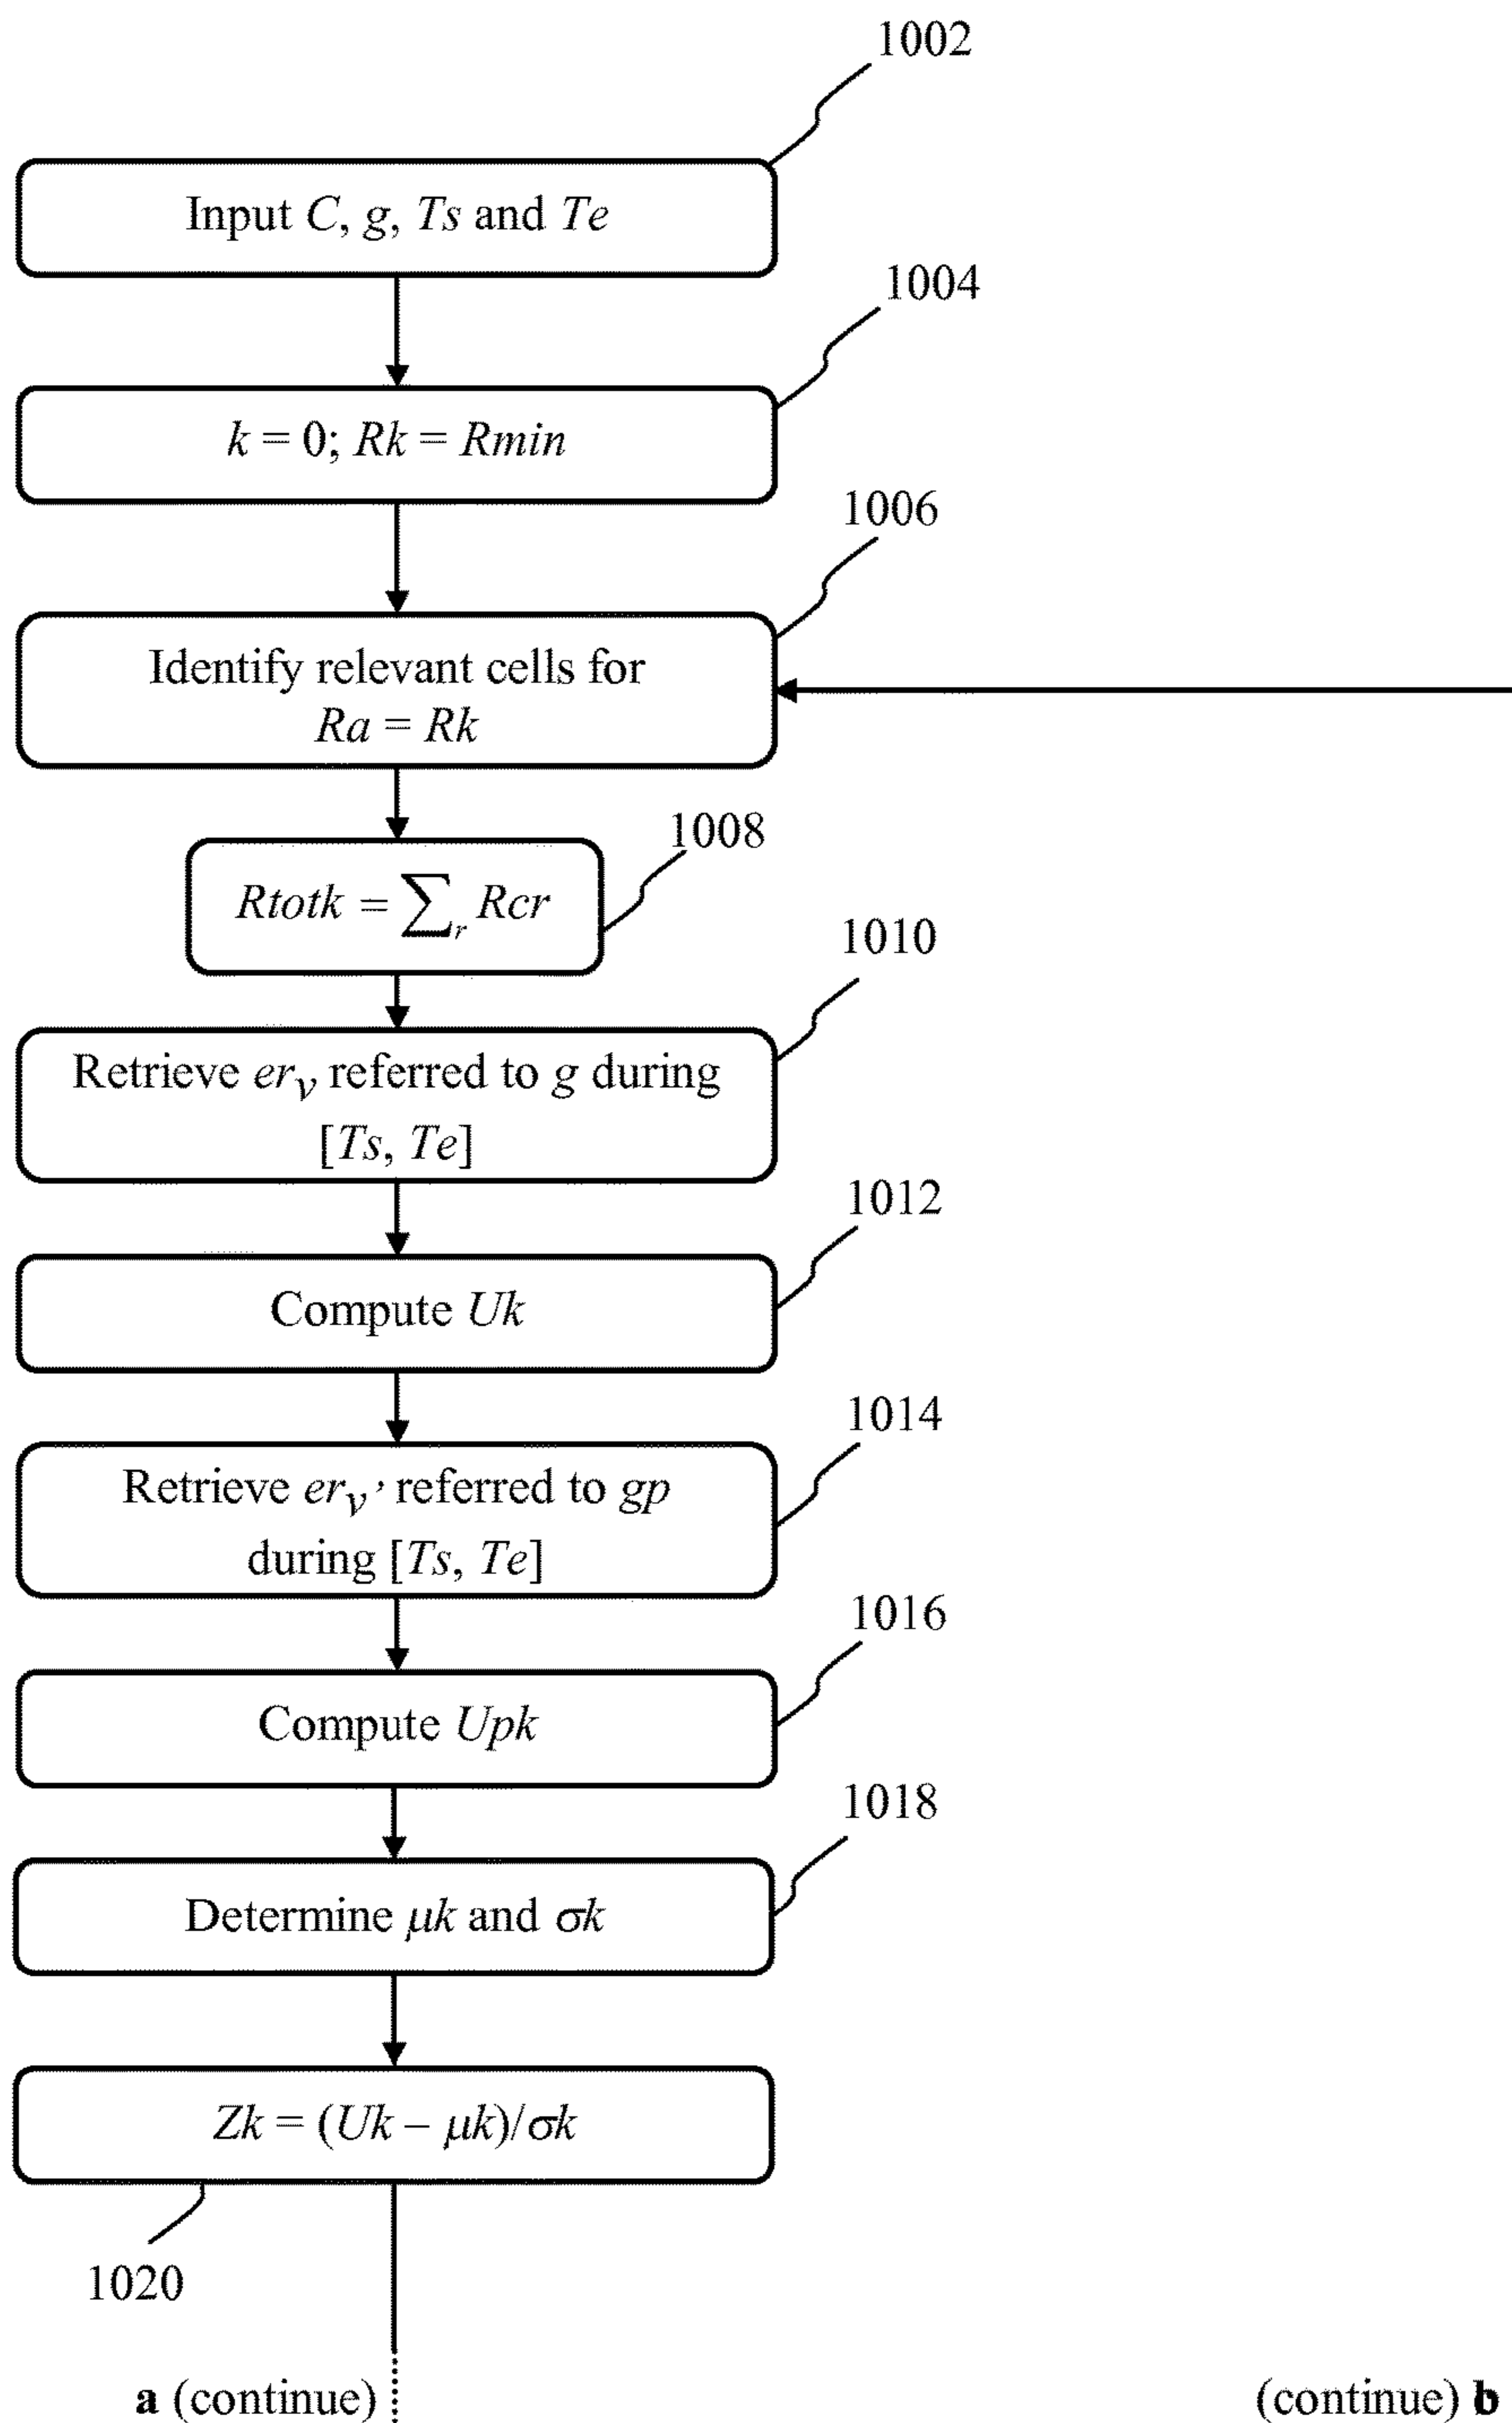 1002
Input C, g, Ts and Te
1004
k = 0; Rk = Rmin
1006
Identify relevant cells for
Ra = Rk
1008
Rtotk = ∑r Rcr
1010
Retrieve erv referred to g during
[Ts, Te]
1012
Compute Uk
1014
Retrieve erv’ referred to gp
during [Ts, Te]
1016
Compute Upk
1018
Determine μk and σk
Zk = (Uk – μk)/σk
1020
a (continue)
(continue) b